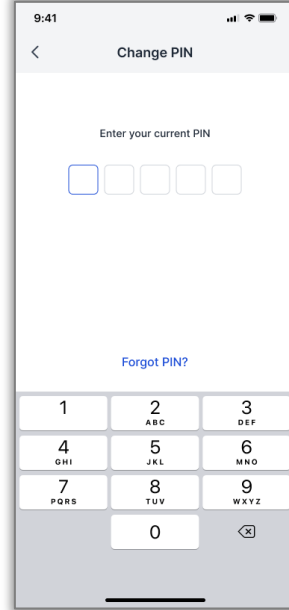 9:41
Change PIN
Enter your current PIN
Forgot PIN?
1 2 3
ABC DEF
4 5 6
GHI JKL MNO
7 8 9
PQRS TUV WXYZ
0